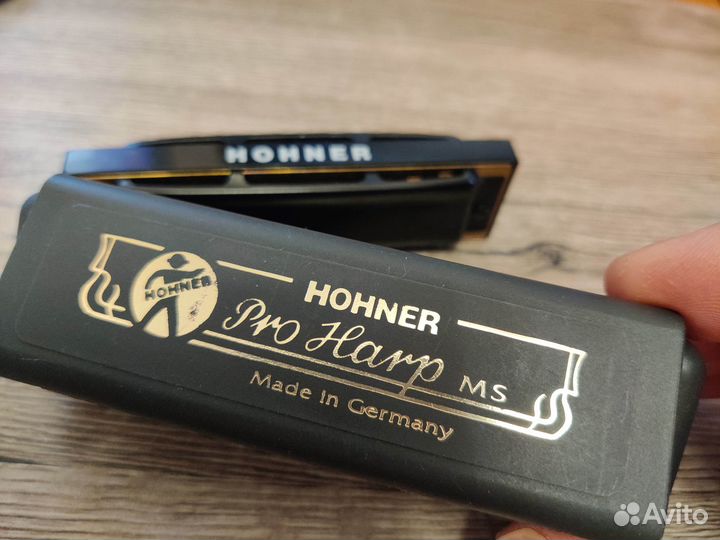 HOHNER
HOHNER
HOHNER
Pro Harp MS
Made in Germany
Avito